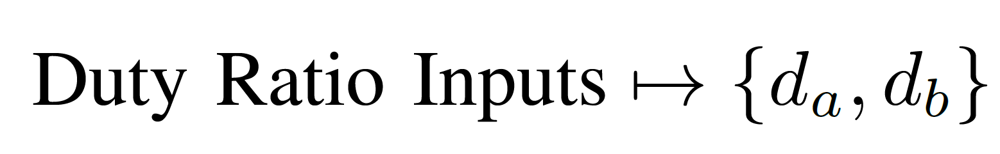 Duty Ratio Inputs ↦ {d_a, d_b}